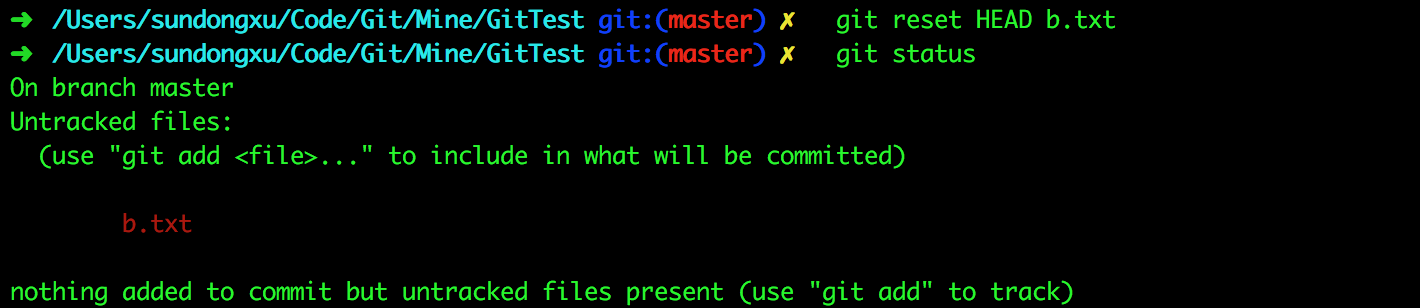 ➜ /Users/sundongxu/Code/Git/Mine/GitTest git:(master) ✗ git reset HEAD b.txt
➜ /Users/sundongxu/Code/Git/Mine/GitTest git:(master) ✗ git status
On branch master
Untracked files:
(use "git add <file>..." to include in what will be committed)
b.txt
nothing added to commit but untracked files present (use "git add" to track)